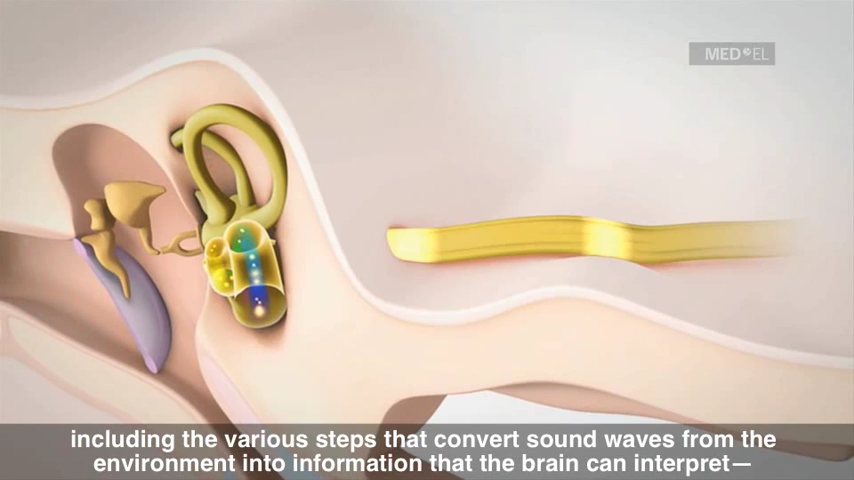 MED-EL
including the various steps that convert sound waves from the
environment into information that the brain can interpret—